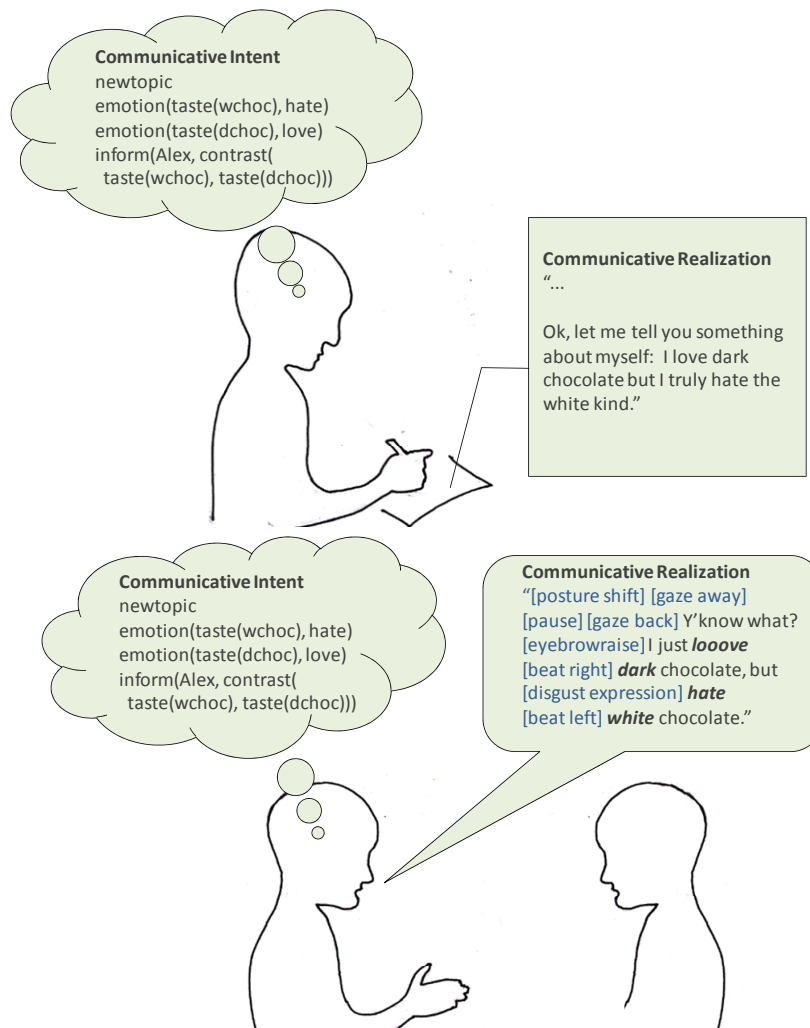 Communicative Intent
newtopic
emotion(taste(wchoc), hate)
emotion(taste(dchoc), love)
inform(Alex, contrast(
taste(wchoc), taste(dchoc)))
Communicative Realization
“...
Ok, let me tell you something
about myself: I love dark
chocolate but I truly hate the
white kind.”
Communicative Intent
newtopic
emotion(taste(wchoc), hate)
emotion(taste(dchoc), love)
inform(Alex, contrast(
taste(wchoc), taste(dchoc)))
Communicative Realization
“[posture shift] [gaze away]
[pause] [gaze back] Y’know what?
[eyebrowraise] I just looove
[beat right] dark chocolate, but
[disgust expression] hate
[beat left] white chocolate.”